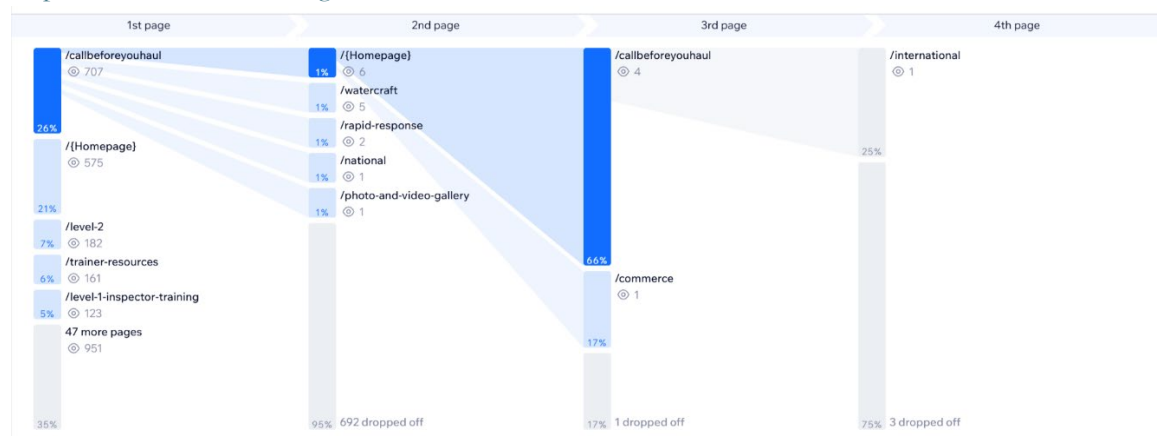 1st page
2nd page
3rd page
4th page
/callbeforeyouhaul
707
26%
/{Homepage}
575
21%
/level-2
182
7%
/trainer-resources
161
6%
/level-1-inspector-training
123
5%
47 more pages
951
35%
/{Homepage}
6
1%
/watercraft
5
1%
/rapid-response
2
1%
/national
1
1%
/photo-and-video-gallery
1
1%
95% 692 dropped off
/callbeforeyouhaul
4
66%
/commerce
1
17%
17% 1 dropped off
/international
1
25%
75% 3 dropped off